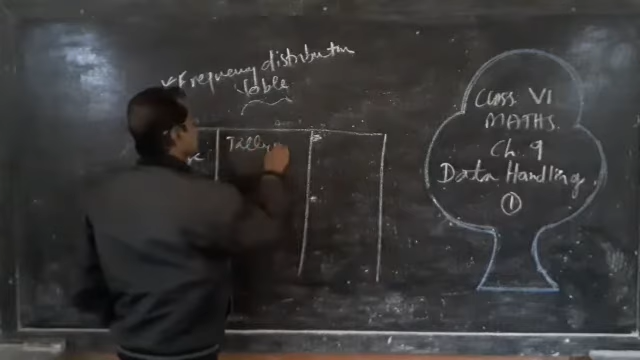 Frequency distribution
Table
Tally
CLASS VI
MATHS
Ch. 9
Data Handling
1